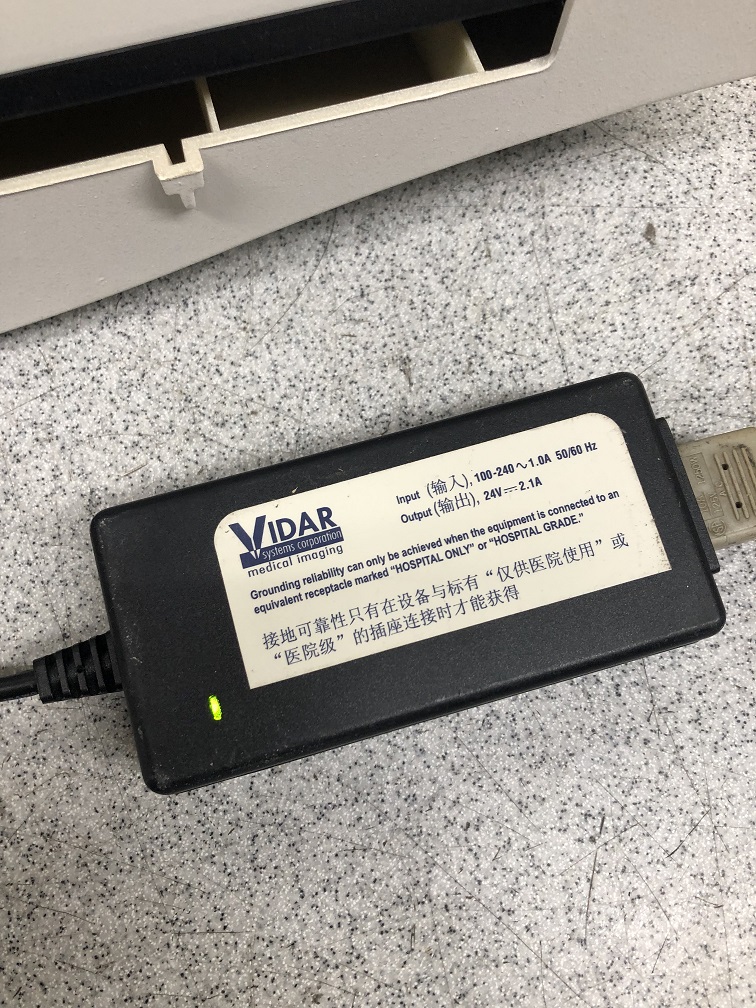 VIDAR
systems corporation
medical imaging
Input (输入), 100-240~1.0A 50/60 Hz
Output (输出), 24V⎓2.1A
Grounding reliability can only be achieved when the equipment is connected to an
equivalent receptacle marked “HOSPITAL ONLY” or “HOSPITAL GRADE.”
接地可靠性只有在设备与标有“仅供医院使用”或
“医院级”的插座连接时才能获得